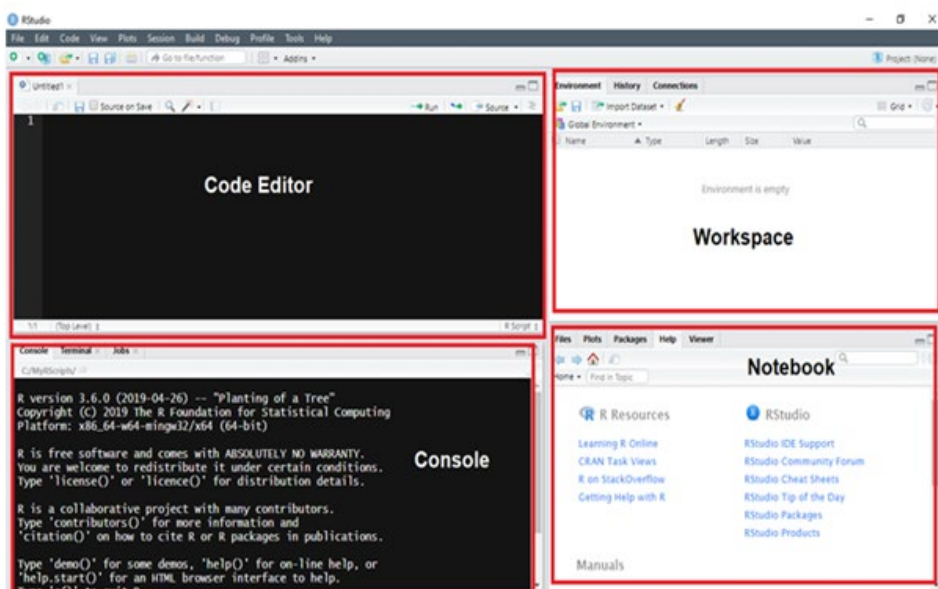 RStudio
File Edit Code View Plots Session Build Debug Profile Tools Help
Go to file/function Addins
Project: (None)
Untitled1
Source on Save Run Source
1
Code Editor
1:1 (Top Level) R Script
Console Terminal Jobs
C:/MyRScripts/
R version 3.6.0 (2019-04-26) -- "Planting of a Tree"
Copyright (C) 2019 The R Foundation for Statistical Computing
Platform: x86_64-w64-mingw32/x64 (64-bit)
R is free software and comes with ABSOLUTELY NO WARRANTY.
You are welcome to redistribute it under certain conditions.
Type 'license()' or 'licence()' for distribution details.
Console
R is a collaborative project with many contributors.
Type 'contributors()' for more information and
'citation()' on how to cite R or R packages in publications.
Type 'demo()' for some demos, 'help()' for on-line help, or
'help.start()' for an HTML browser interface to help.
Environment History Connections
Import Dataset Grid
Global Environment
Name Type Length Size Value
Environment is empty
Workspace
Files Plots Packages Help Viewer
Notebook
Home Find in Topic
R Resources
Learning R Online
CRAN Task Views
R on StackOverflow
Getting Help with R
RStudio
RStudio IDE Support
RStudio Community Forum
RStudio Cheat Sheets
RStudio Tip of the Day
RStudio Packages
RStudio Products
Manuals